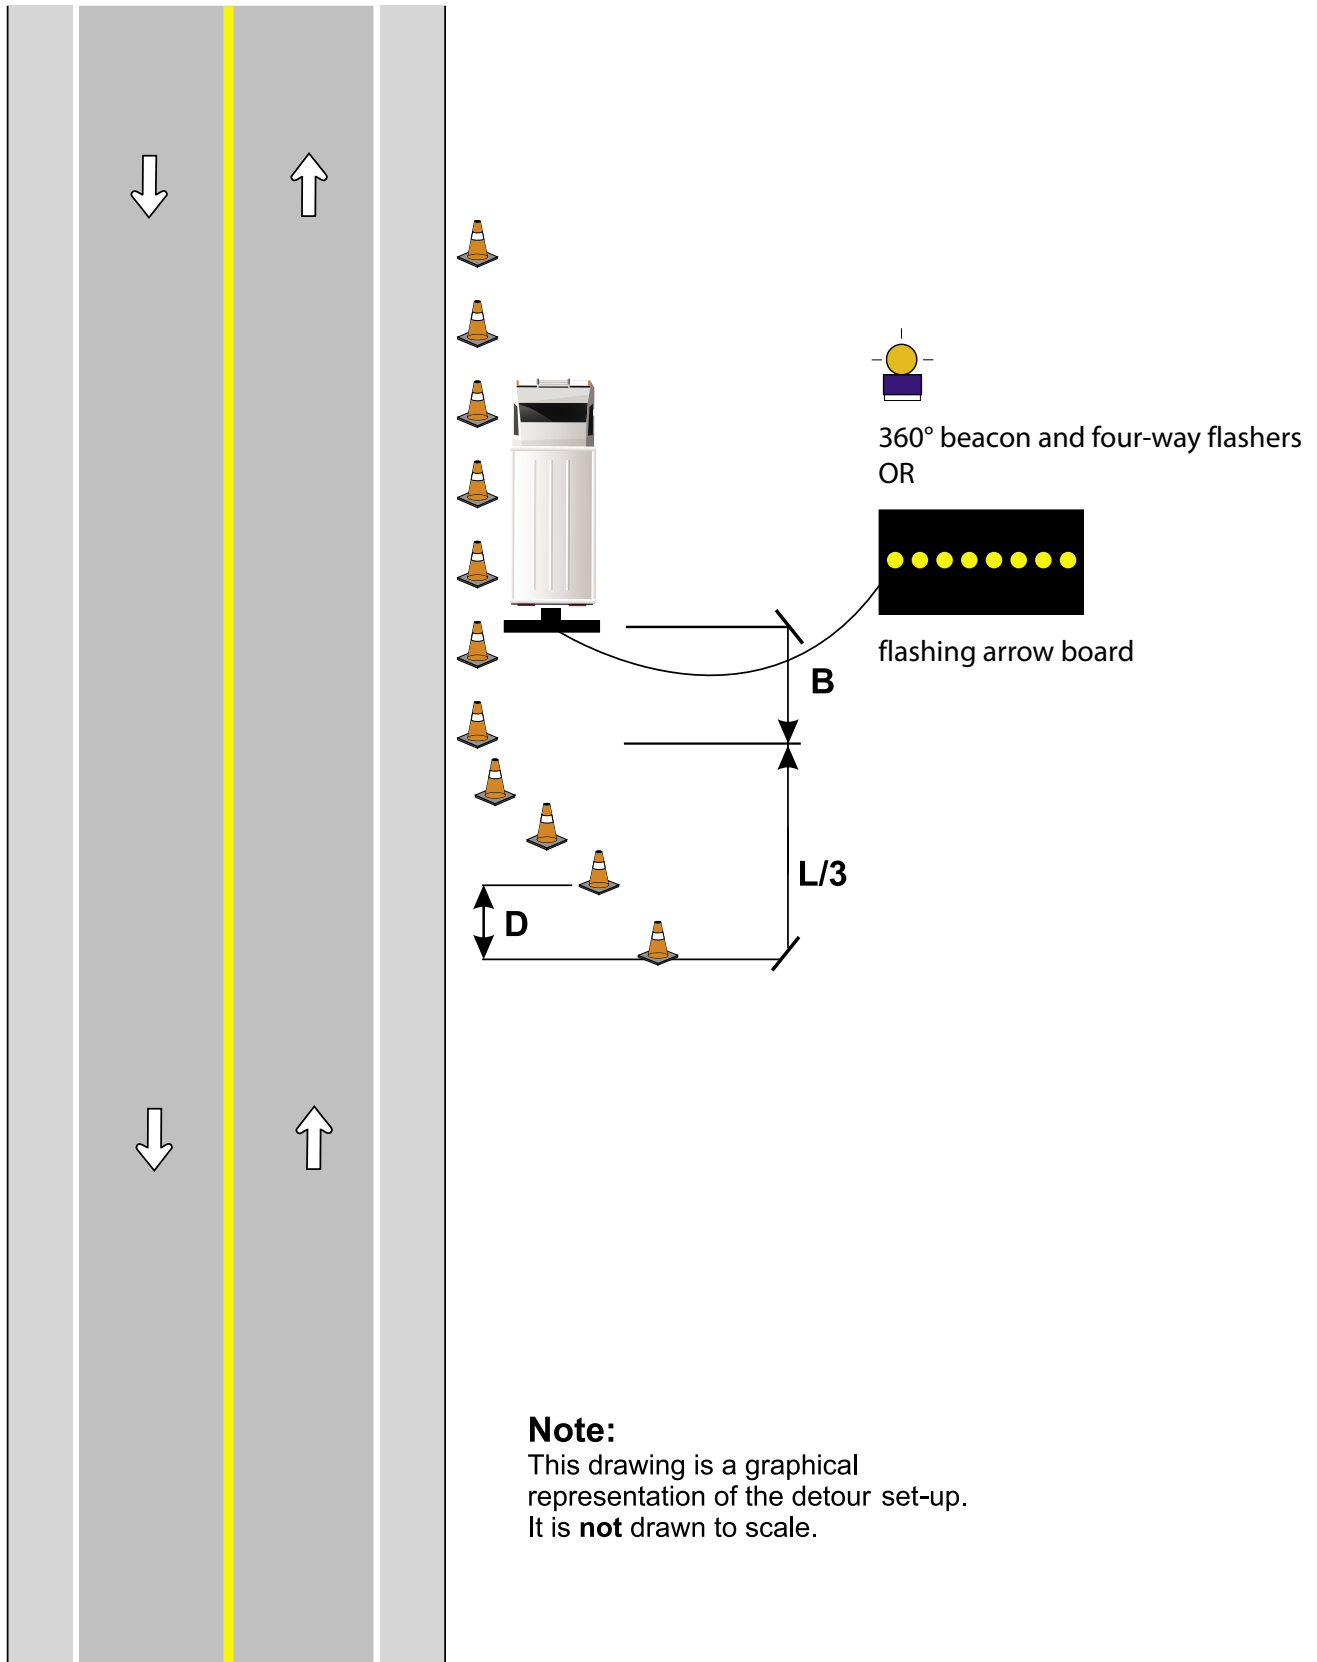 360° beacon and four-way flashers
OR
flashing arrow board
B
L/3
D
Note:
This drawing is a graphical
representation of the detour set-up.
It is not drawn to scale.